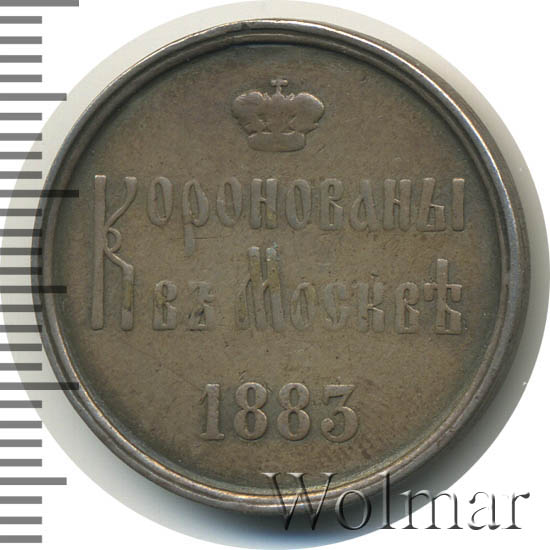 Коронованы
въ Москвѣ
1883
Wolmar